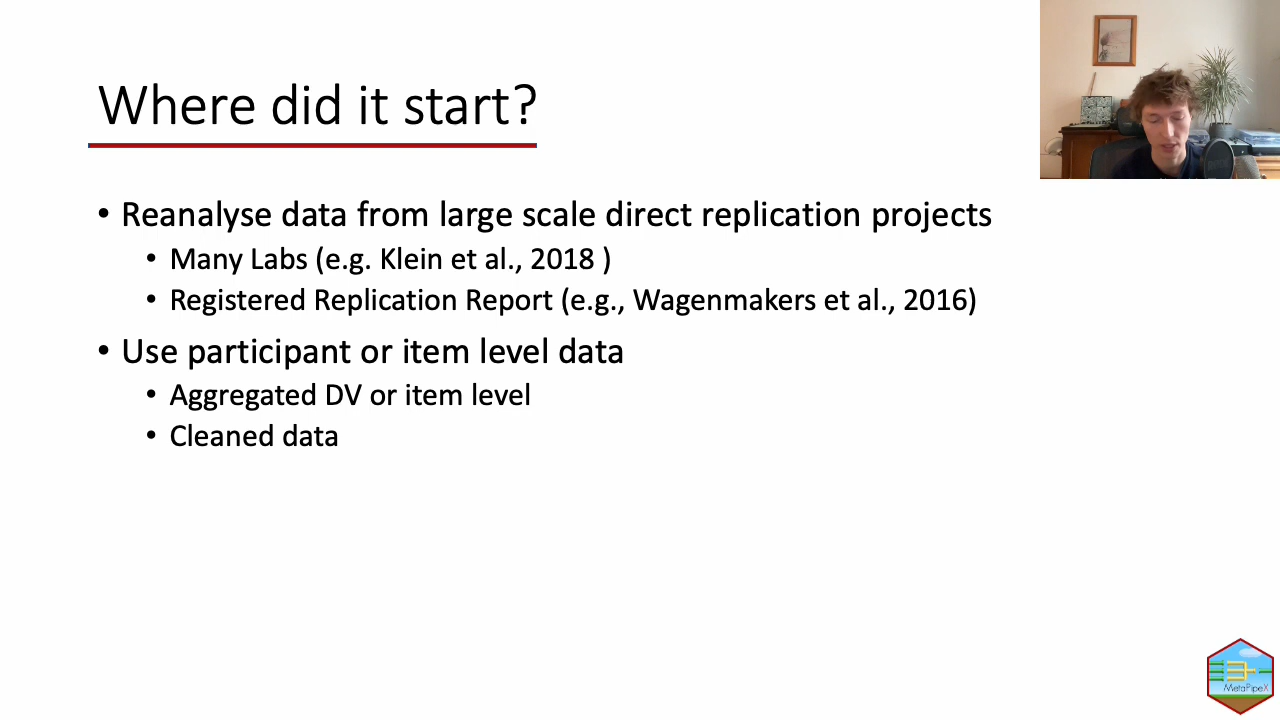 Where did it start?
• Reanalyse data from large scale direct replication projects
• Many Labs (e.g. Klein et al., 2018 )
• Registered Replication Report (e.g., Wagenmakers et al., 2016)
• Use participant or item level data
• Aggregated DV or item level
• Cleaned data
MetaPipeX